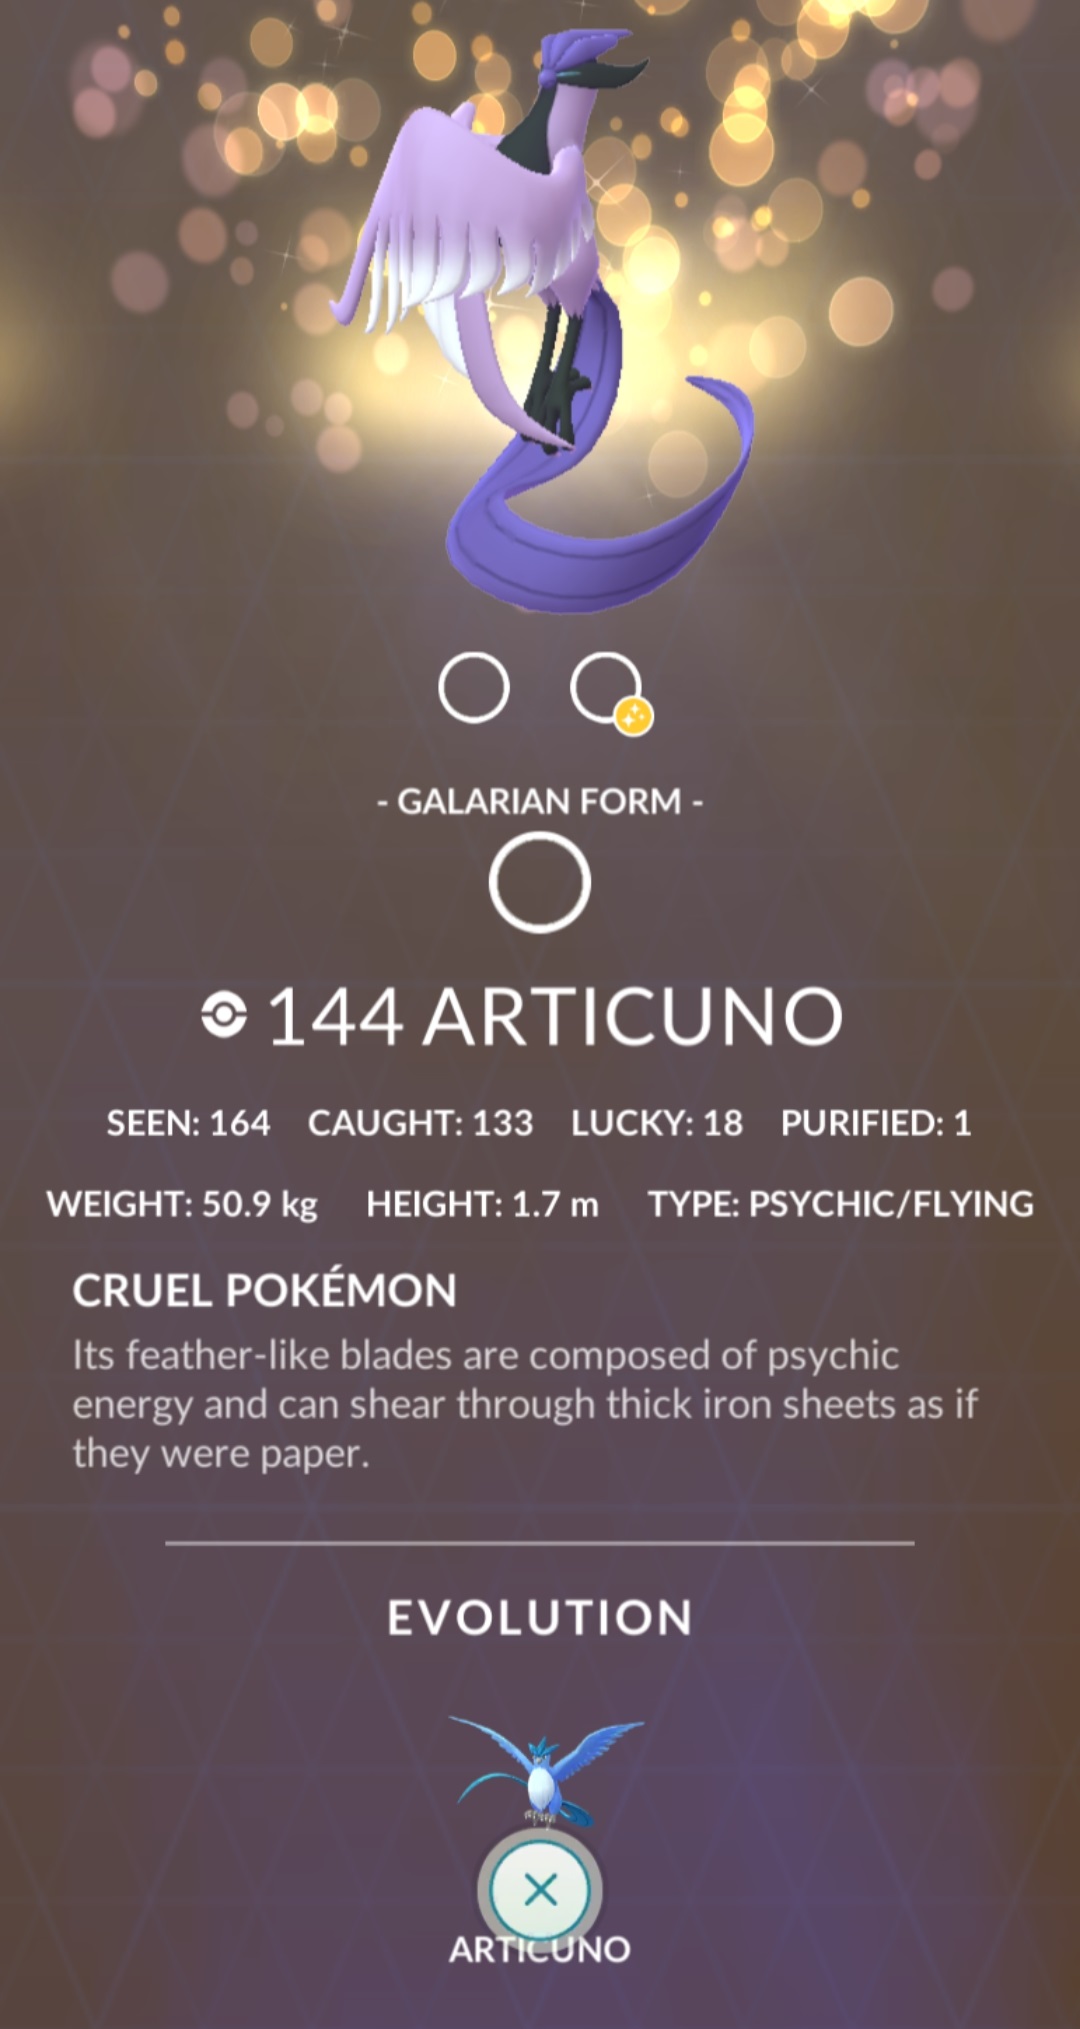 - GALARIAN FORM -
144 ARTICUNO
SEEN: 164 CAUGHT: 133 LUCKY: 18 PURIFIED: 1
WEIGHT: 50.9 kg HEIGHT: 1.7 m TYPE: PSYCHIC/FLYING
CRUEL POKÉMON
Its feather-like blades are composed of psychic
energy and can shear through thick iron sheets as if
they were paper.
EVOLUTION
ARTICUNO